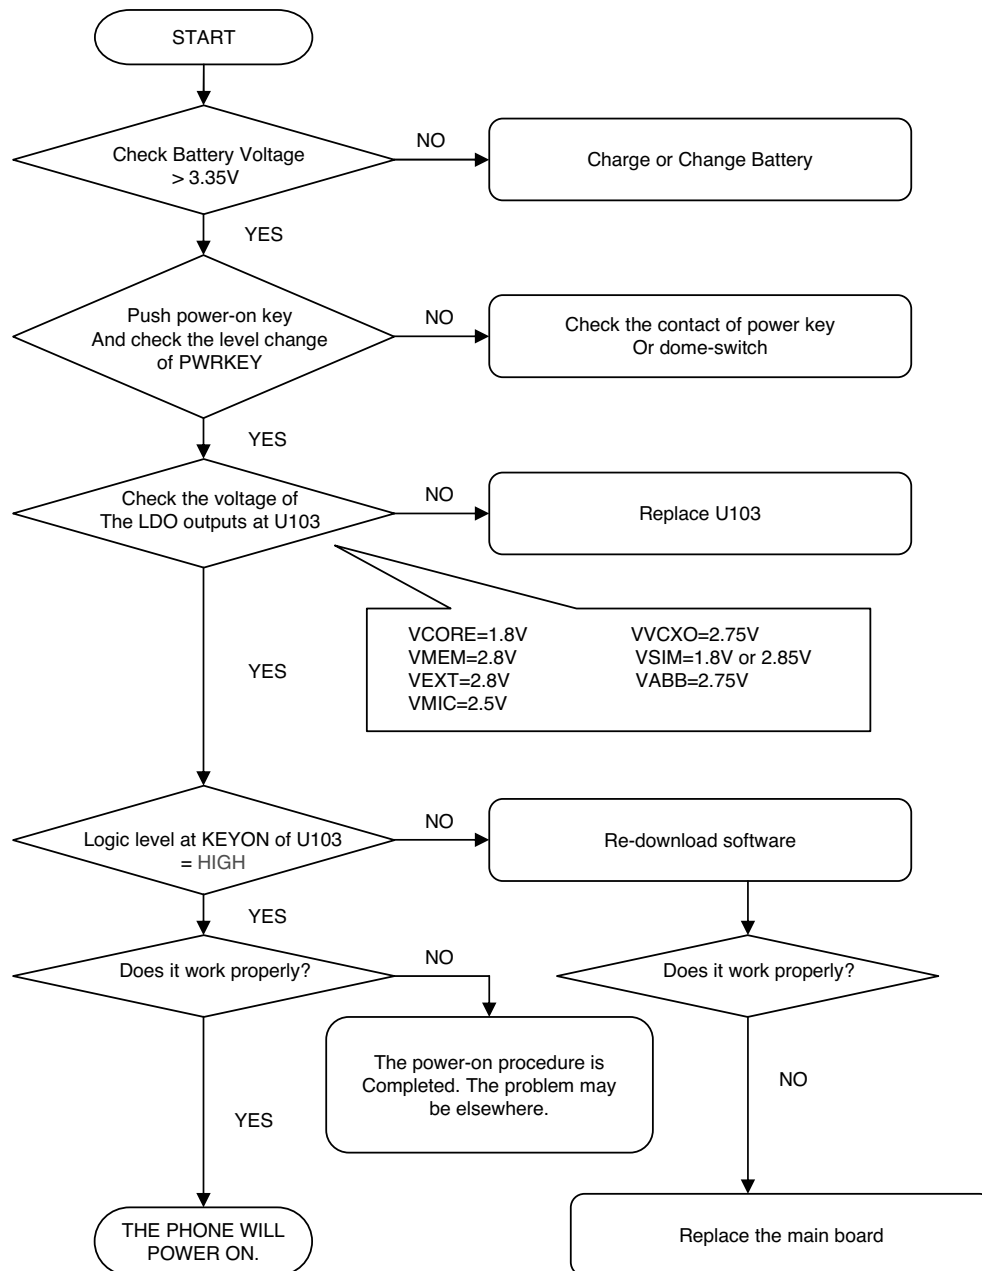 START
Check Battery Voltage
> 3.35V
NO
Charge or Change Battery
YES
Push power-on key
And check the level change
of PWRKEY
NO
Check the contact of power key
Or dome-switch
YES
Check the voltage of
The LDO outputs at U103
NO
Replace U103
VCORE=1.8V
VMEM=2.8V
VEXT=2.8V
VMIC=2.5V
VVCXO=2.75V
VSIM=1.8V or 2.85V
VABB=2.75V
YES
Logic level at KEYON of U103
= HIGH
NO
Re-download software
YES
Does it work properly?
NO
The power-on procedure is
Completed. The problem may
be elsewhere.
Does it work properly?
NO
YES
THE PHONE WILL
POWER ON.
Replace the main board